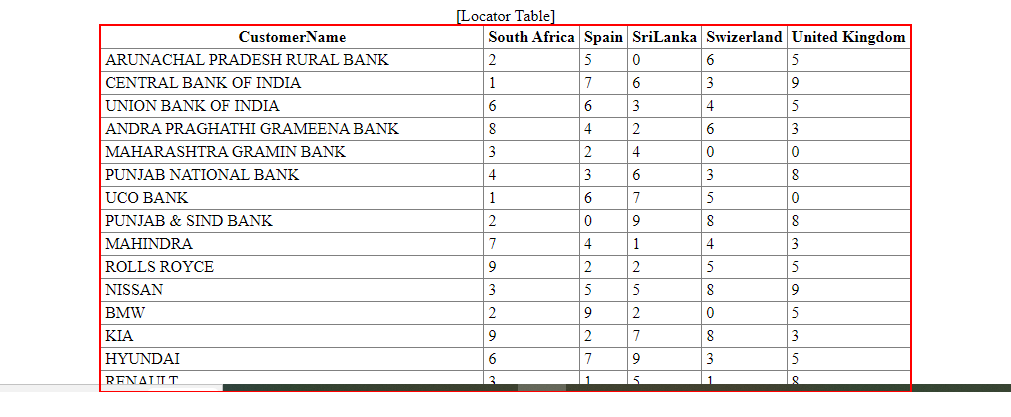 [Locator Table]
CustomerName South Africa Spain SriLanka Swizerland United Kingdom
ARUNACHAL PRADESH RURAL BANK 2 5 0 6 5
CENTRAL BANK OF INDIA 1 7 6 3 9
UNION BANK OF INDIA 6 6 3 4 5
ANDRA PRAGHATHI GRAMEENA BANK 8 4 2 6 3
MAHARASHTRA GRAMIN BANK 3 2 4 0 0
PUNJAB NATIONAL BANK 4 3 6 3 8
UCO BANK 1 6 7 5 0
PUNJAB & SIND BANK 2 0 9 8 8
MAHINDRA 7 4 1 4 3
ROLLS ROYCE 9 2 2 5 5
NISSAN 3 5 5 8 9
BMW 2 9 2 0 5
KIA 9 2 7 8 3
HYUNDAI 6 7 9 3 5
RENAULT 3 1 5 1 8